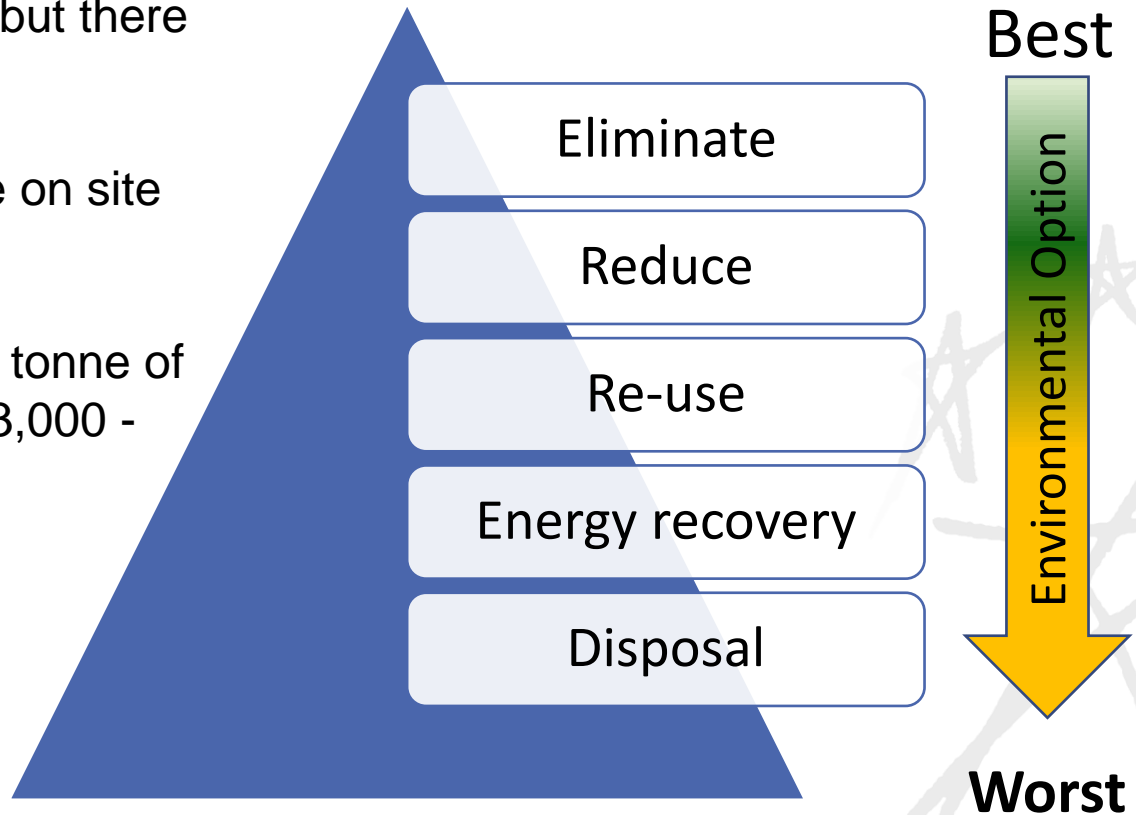 but there
e on site
tonne of
3,000 -
Best
Eliminate
Reduce
Re-use
Energy recovery
Disposal
Environmental Option
Worst